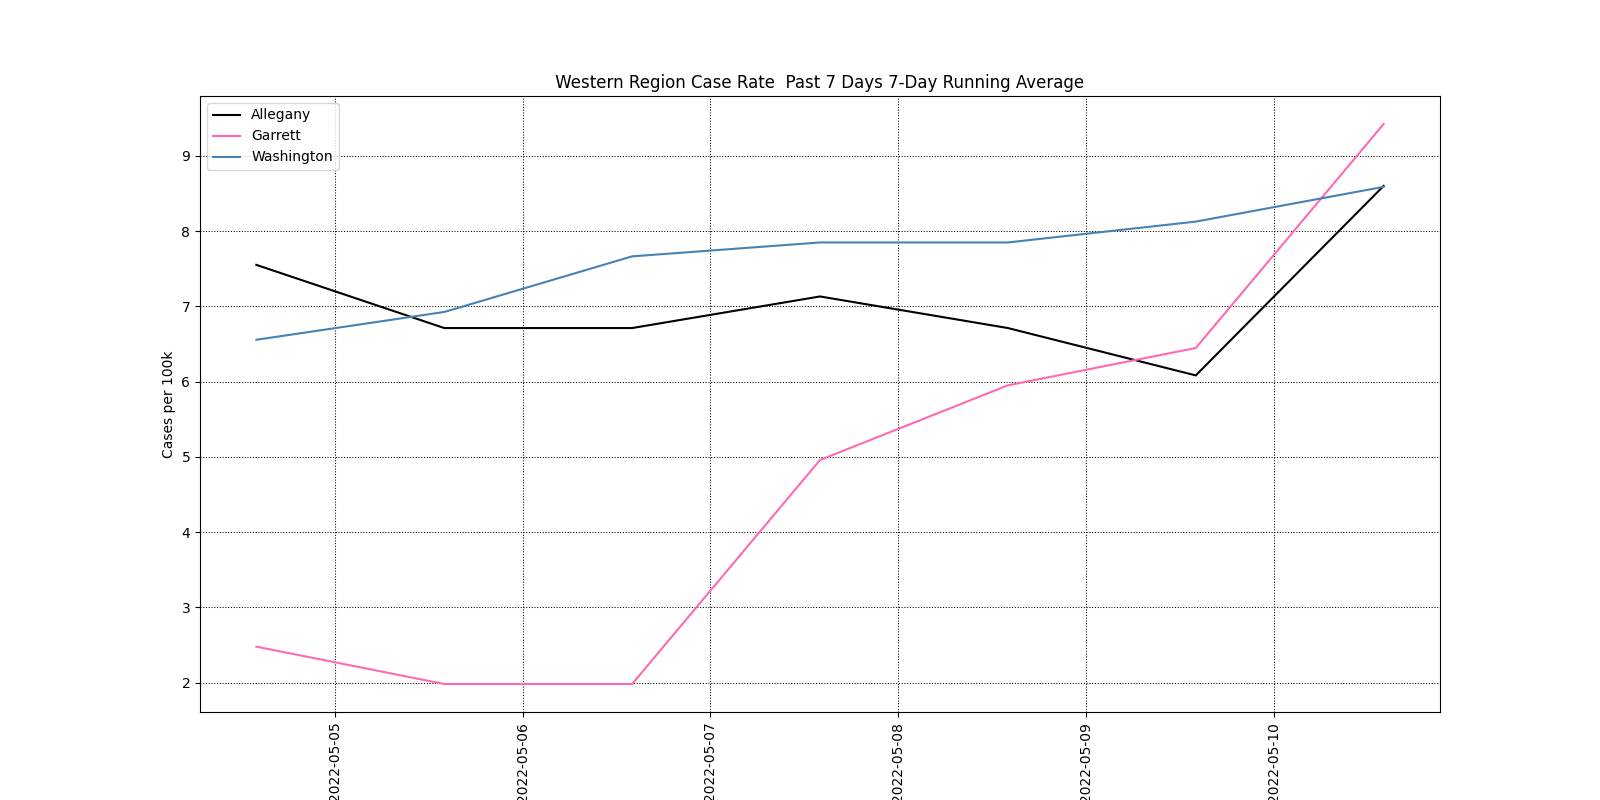 Western Region Case Rate  Past 7 Days 7-Day Running Average
Allegany
Garrett
Washington
9
8
7
6
5
4
3
2
Cases per 100k
2022-05-05
2022-05-06
2022-05-07
2022-05-08
2022-05-09
2022-05-10